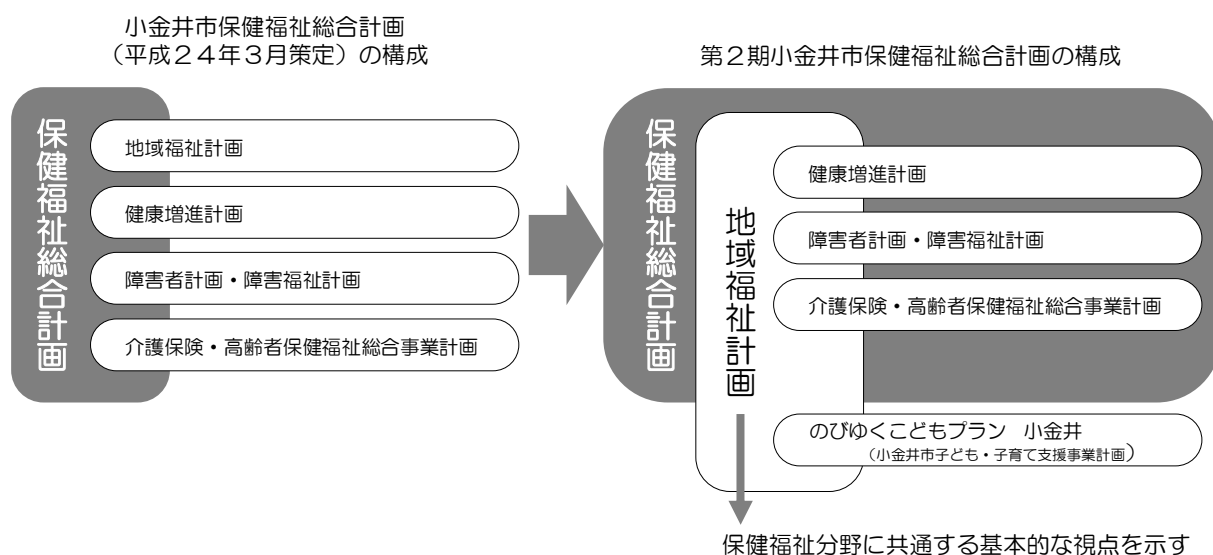 小金井市保健福祉総合計画
（平成２４年３月策定）の構成
保健福祉総合計画
地域福祉計画
健康増進計画
障害者計画・障害福祉計画
介護保険・高齢者保健福祉総合事業計画
第２期小金井市保健福祉総合計画の構成
保健福祉総合計画
地域福祉計画
健康増進計画
障害者計画・障害福祉計画
介護保険・高齢者保健福祉総合事業計画
のびゆくこどもプラン　小金井
（小金井市子ども・子育て支援事業計画）
保健福祉分野に共通する基本的な視点を示す